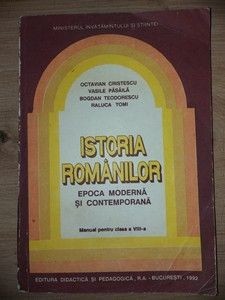 MINISTERUL ÎNVĂȚĂMÎNTULUI ȘI ȘTIINȚEI
OCTAVIAN CRISTESCU
VASILE PĂSĂILĂ
BOGDAN TEODORESCU
RALUCA TOMI
ISTORIA
ROMÂNILOR
EPOCA MODERNĂ
ȘI CONTEMPORANĂ
Manual pentru clasa a VIII-a
EDITURA DIDACTICĂ ȘI PEDAGOGICĂ, R.A. - BUCUREȘTI, 1992